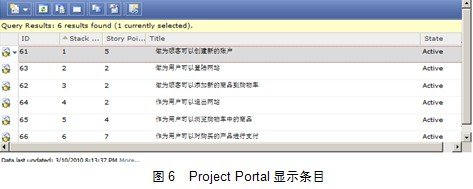 Query Results: 6 results found (1 currently selected).
ID Stack ... Story Poi... Title State
61 1 5 做为顾客可以创建新的账户 Active
63 2 2 做为用户可以登陆网站 Active
62 3 2 做为顾客可以添加新的商品到购物车 Active
64 4 2 作为用户可以退出网站 Active
65 5 4 作为用户可以浏览购物车中的商品 Active
66 6 7 作为用户可以对购买的产品进行支付 Active
Data last updated: 3/10/2010 8:13:37 PM More...
图 6 Project Portal 显示条目